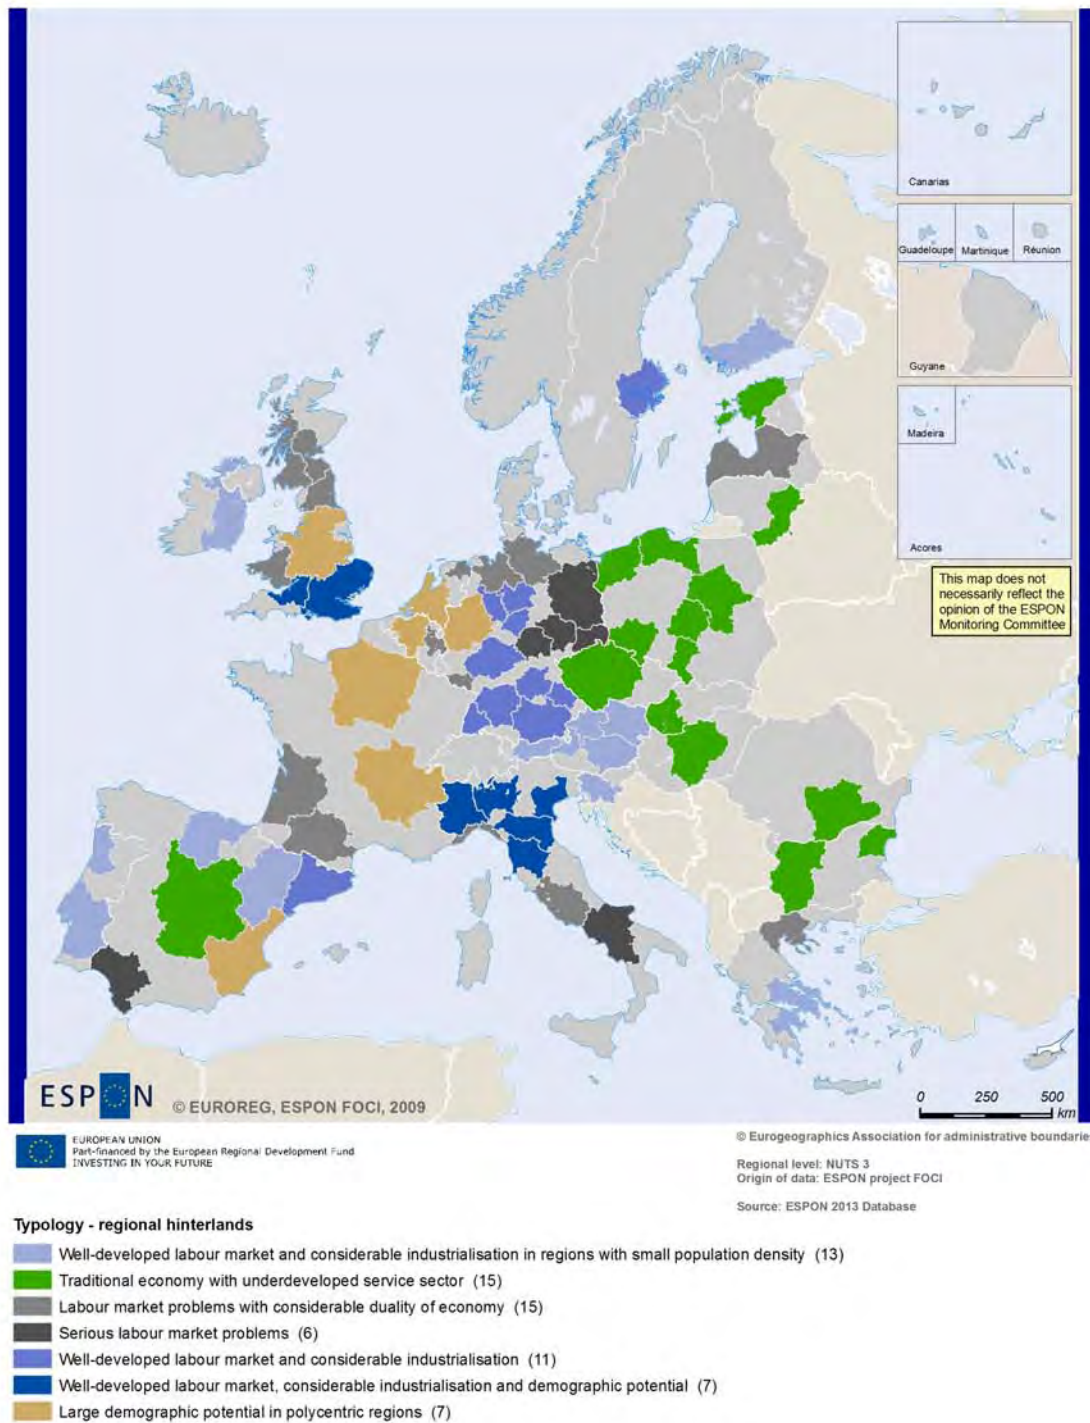 Canarias
Guadeloupe
Martinique
Réunion
Guyane
Madeira
Acores
This map does not
necessarily reflect the
opinion of the ESPON
Monitoring Committee
ESPON
© EUROREG, ESPON FOCI, 2009
0 250 500
km
EUROPEAN UNION
Part-financed by the European Regional Development Fund
INVESTING IN YOUR FUTURE
© Eurogeographics Association for administrative boundarie
Regional level: NUTS 3
Origin of data: ESPON project FOCI
Source: ESPON 2013 Database
Typology - regional hinterlands
Well-developed labour market and considerable industrialisation in regions with small population density (13)
Traditional economy with underdeveloped service sector (15)
Labour market problems with considerable duality of economy (15)
Serious labour market problems (6)
Well-developed labour market and considerable industrialisation (11)
Well-developed labour market, considerable industrialisation and demographic potential (7)
Large demographic potential in polycentric regions (7)